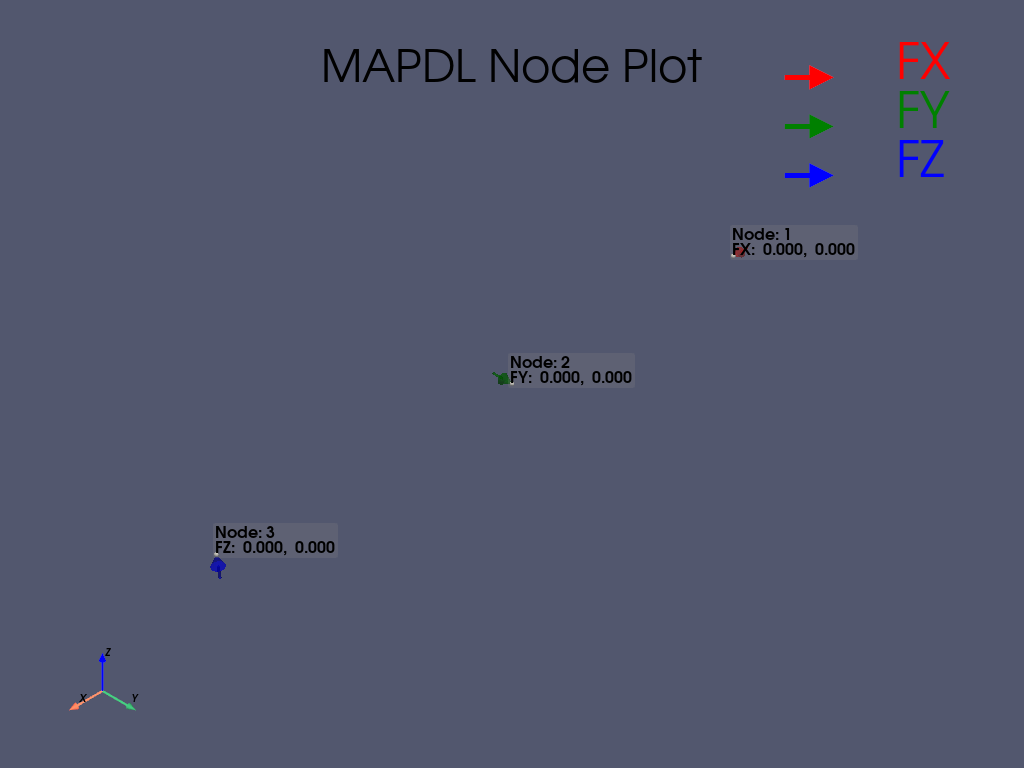 MAPDL Node Plot
FX
FY
FZ
Node: 1
FX: 0.000, 0.000
Node: 2
FY: 0.000, 0.000
Node: 3
FZ: 0.000, 0.000
Z
X
Y